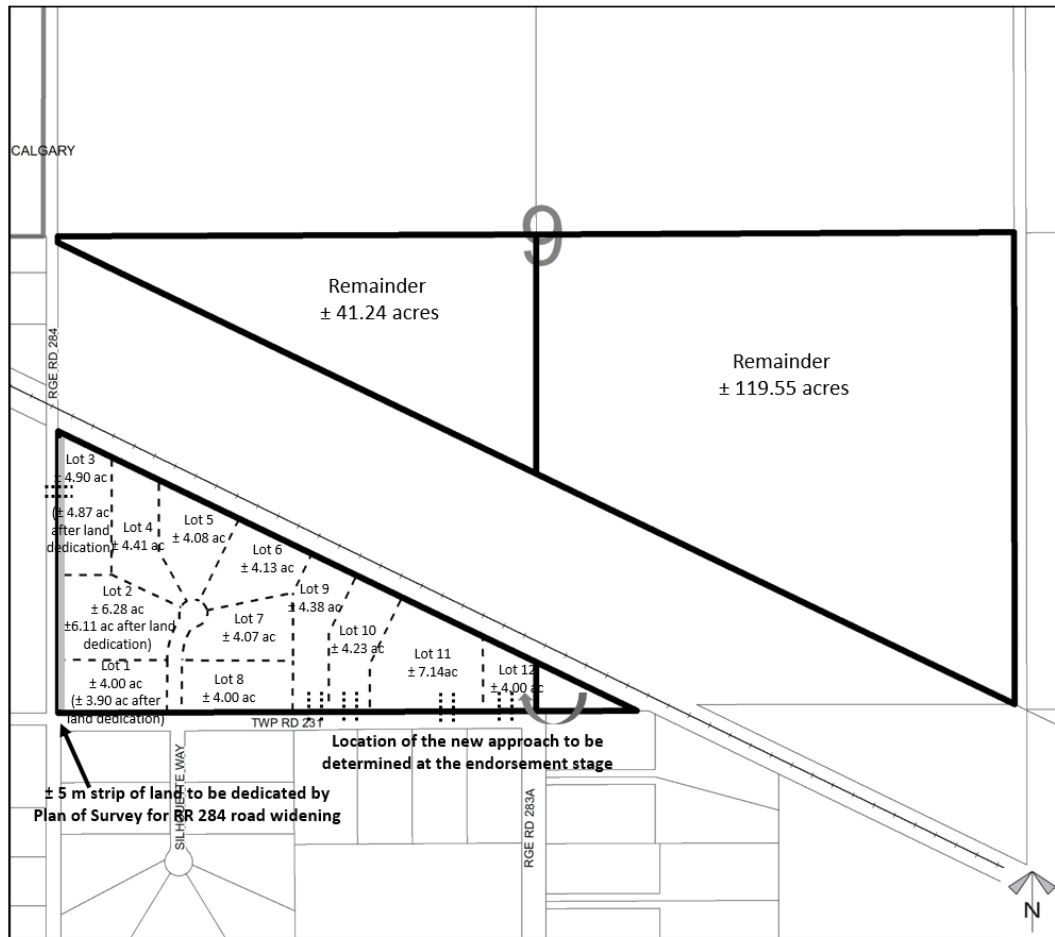 CALGARY
9
Remainder
± 41.24 acres
Remainder
± 119.55 acres
RGE RD 284
Lot 3
± 4.90 ac
(± 4.87 ac
after land
dedication)
Lot 4
± 4.41 ac
Lot 5
± 4.08 ac
Lot 6
± 4.13 ac
Lot 2
± 6.28 ac
±6.11 ac after land
dedication)
Lot 9
± 4.38 ac
Lot 7
± 4.07 ac
Lot 10
± 4.23 ac
Lot 11
± 7.14ac
Lot 12
± 4.00 ac
Lot 1
± 4.00 ac
(± 3.90 ac after
land dedication)
Lot 8
± 4.00 ac
TWP RD 231
Location of the new approach to be
determined at the endorsement stage
± 5 m strip of land to be dedicated by
Plan of Survey for RR 284 road widening
SILHOUETTE WAY
RGE RD 283A
N